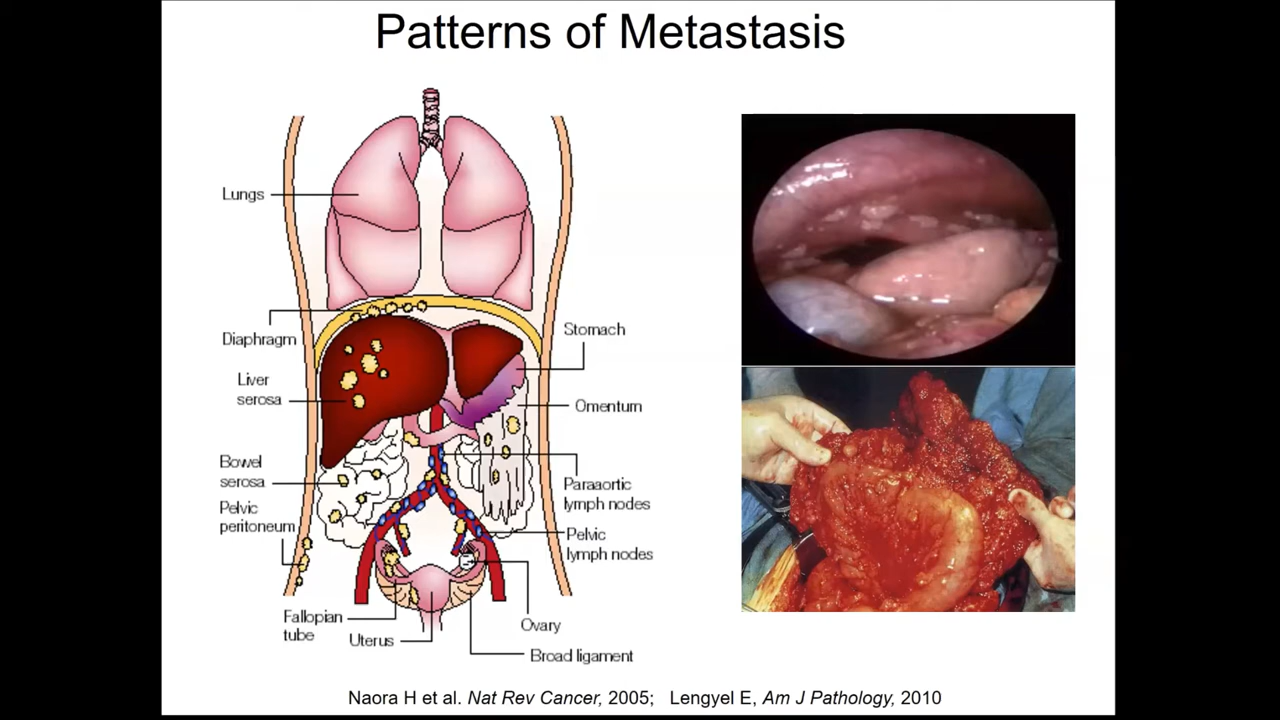 Patterns of Metastasis
Lungs
Diaphragm
Liver
serosa
Bowel
serosa
Pelvic
peritoneum
Stomach
Omentum
Paraaortic
lymph nodes
Pelvic
lymph nodes
Fallopian
tube
Uterus
Ovary
Broad ligament
Naora H et al. Nat Rev Cancer, 2005; Lengyel E, Am J Pathology, 2010